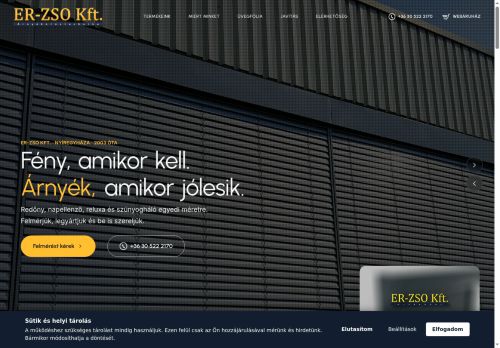 ER-ZSO Kft.
TERMÉKEINK
MIÉRT MINKET
ÜVEGFÓLIA
JAVÍTÁS
ELÉRHETŐSÉG
+36 30 522 2170
WEBÁRUHÁZ
ER-ZSO KFT. · NYÍREGYHÁZA · 2003 ÓTA
Fény, amikor kell.
Árnyék, amikor jólesik.
Redőny, napellenző, reluxa és szúnyogháló egyedi méretre.
Felmérjük, legyártjuk és be is szereljük.
Felmérést kérek
+36 30 522 2170
ER-ZSO Kft.
Sütik és helyi tárolás
A működéshez szükséges tárolást mindig használjuk. Ezen felül csak az Ön hozzájárulásával mérünk és hirdetünk.
Bármikor módosíthatja a döntését.
Elutasítom
Beállítások
Elfogadom